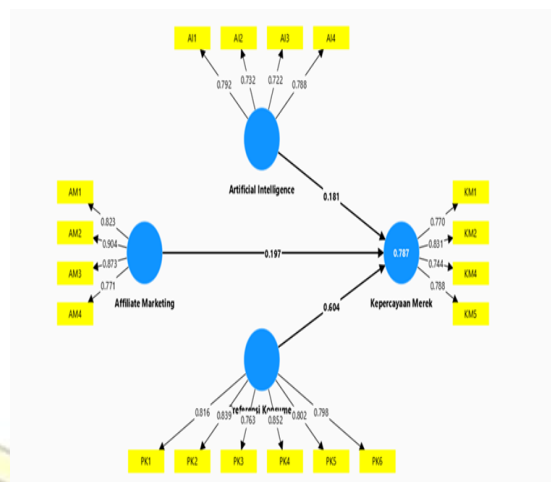 AI1 AI2 AI3 AI4
0.792 0.732 0.722 0.788
Artificial Intelligence
0.181
AM1
AM2
AM3
AM4
0.823
0.904
0.873
0.771
Affiliate Marketing
0.197
0.787
Kepercayaan Merek
KM1
KM2
KM4
KM5
0.770
0.831
0.744
0.788
0.604
0.816 0.839 0.763 0.852 0.802 0.798
PK1 PK2 PK3 PK4 PK5 PK6